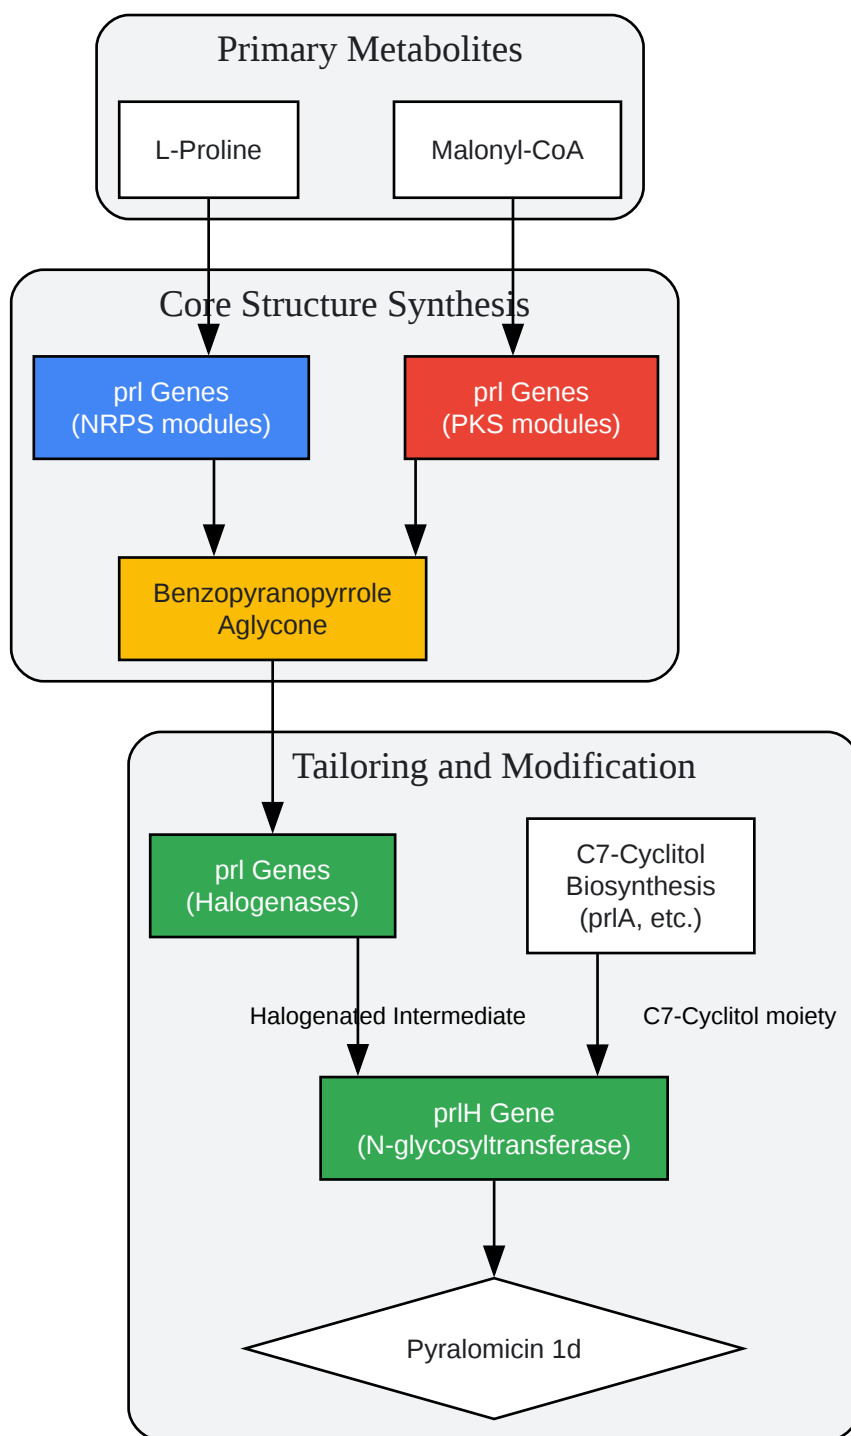 Primary Metabolites
L-Proline
Malonyl-CoA
Core Structure Synthesis
prl Genes
(NRPS modules)
prl Genes
(PKS modules)
Benzopyranopyrrole
Aglycone
Tailoring and Modification
prl Genes
(Halogenases)
C7-Cyclitol
Biosynthesis
(prlA, etc.)
Halogenated Intermediate
C7-Cyclitol moiety
prlH Gene
(N-glycosyltransferase)
Pyralomicin 1d